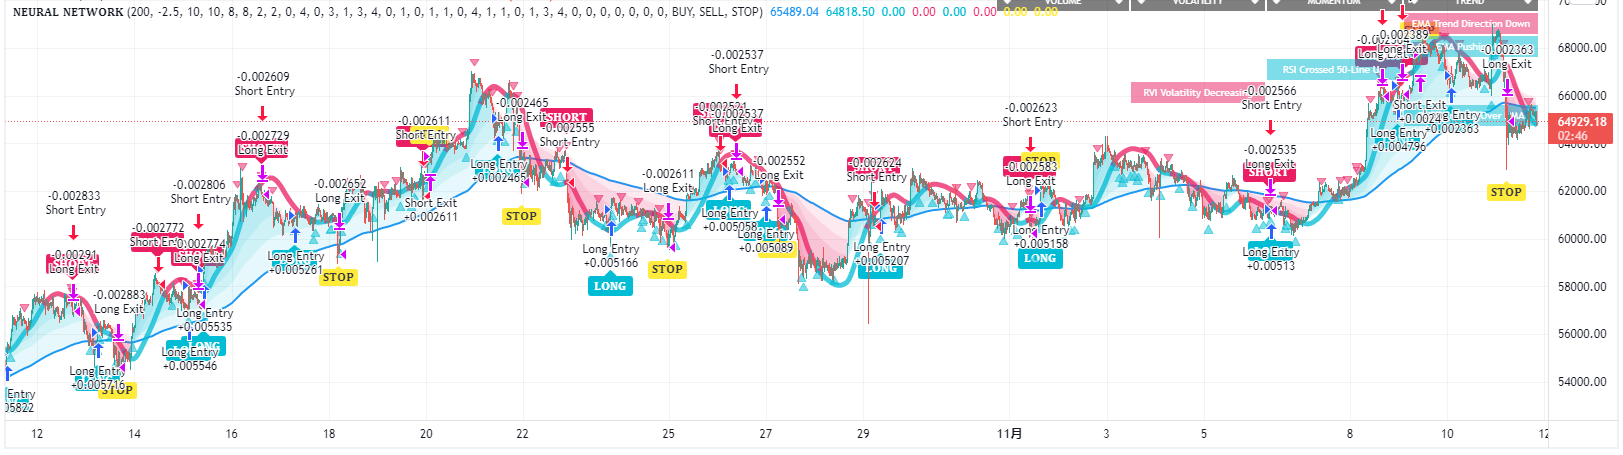 NEURAL NETWORK (200, -2.5, 10, 10, 8, 8, 2, 2, 0, 4, 0, 3, 1, 3, 4, 0, 1, 0, 1, 1, 0, 4, 1, 1, 0, 1, 3, 4, 0, 0, 0, 0, 0, 0, 0, BUY, SELL, STOP) 65489.04 64818.50 0.00 0.00 0.00 0.00 0.00 0.00
VOLUME
VOLATILITY
MOMENTUM
TREND
EMA Trend Direction Down
RSI Crossed 50-Line
RVI Volatility Decreasing
-0.002833
Short Entry
-0.00291
Long Exit
-0.002883
Long Exit
Long Entry
+0.005716
STOP
Entry
05822
-0.002772
Short
-0.002806
Short Entry
-0.002774
Long Exit
Long Entry
+0.005535
Long Entry
+0.005546
-0.002609
Short Entry
-0.002729
Long Exit
Long Entry
+0.005261
-0.002652
Long Exit
STOP
-0.002611
Short Entry
Short Exit
+0.002611
-0.002465
Long Exit
Long Entry
+0.002465
STOP
SHORT
-0.002555
Short Entry
Long Entry
+0.005166
LONG
-0.002611
Long Exit
STOP
-0.002537
Short Entry
-0.002537
Long Exit
Long Entry
+0.005058
-0.002552
Long Exit
Long Entry
+0.005089
-0.002624
Short Entry
Long Entry
+0.005207
LONG
-0.002623
Short Entry
STOP
-0.002583
Long Exit
Long Entry
+0.005158
LONG
-0.002566
Short Entry
-0.002535
Long Exit
SHORT
Long Entry
+0.00513
-0.002389
Long Exit
Short Exit
Long Entry
+0.004796
Long Entry
+0.002363
-0.002363
Long Exit
STOP
68000.00
66000.00
64929.18
02:46
64000.00
62000.00
60000.00
58000.00
56000.00
54000.00
12
14
16
18
20
22
25
27
29
11月
3
5
8
10
12